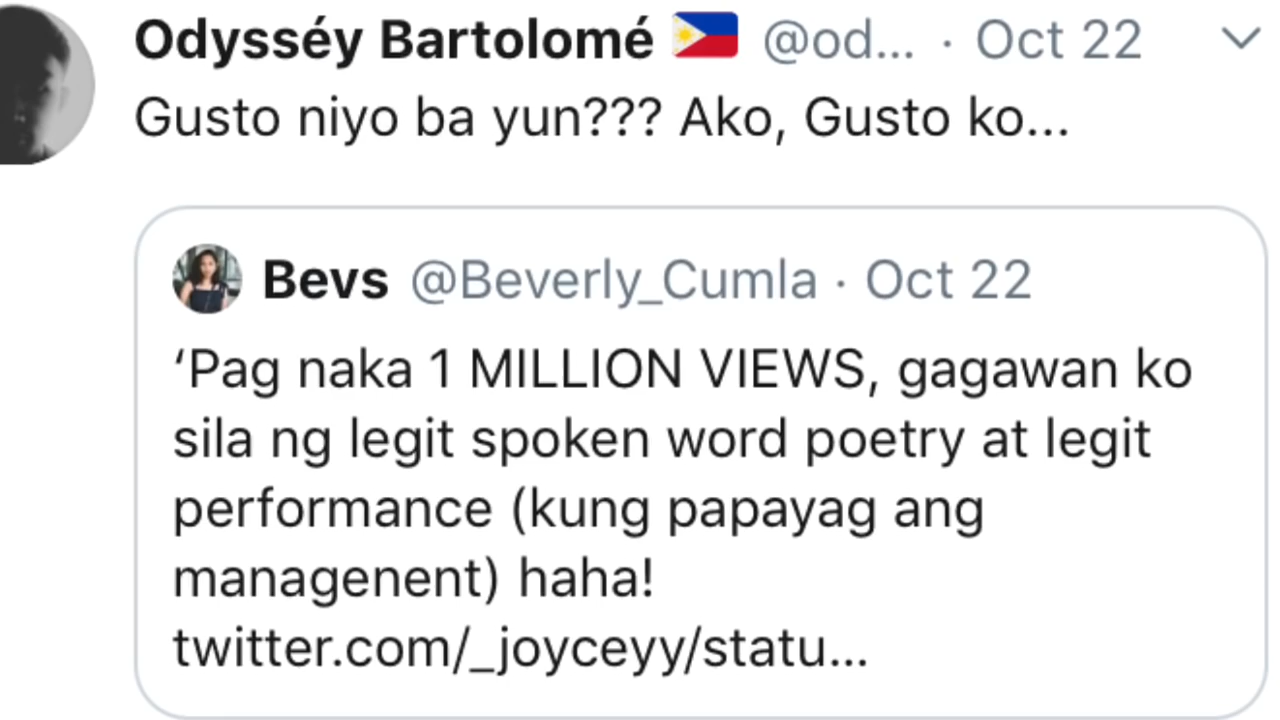 Odysséy Bartolomé 🇵🇭 @od... · Oct 22
Gusto niyo ba yun??? Ako, Gusto ko...
Bevs @Beverly_Cumla · Oct 22
‘Pag naka 1 MILLION VIEWS, gagawan ko
sila ng legit spoken word poetry at legit
performance (kung papayag ang
managenent) haha!
twitter.com/_joyceyy/statu...